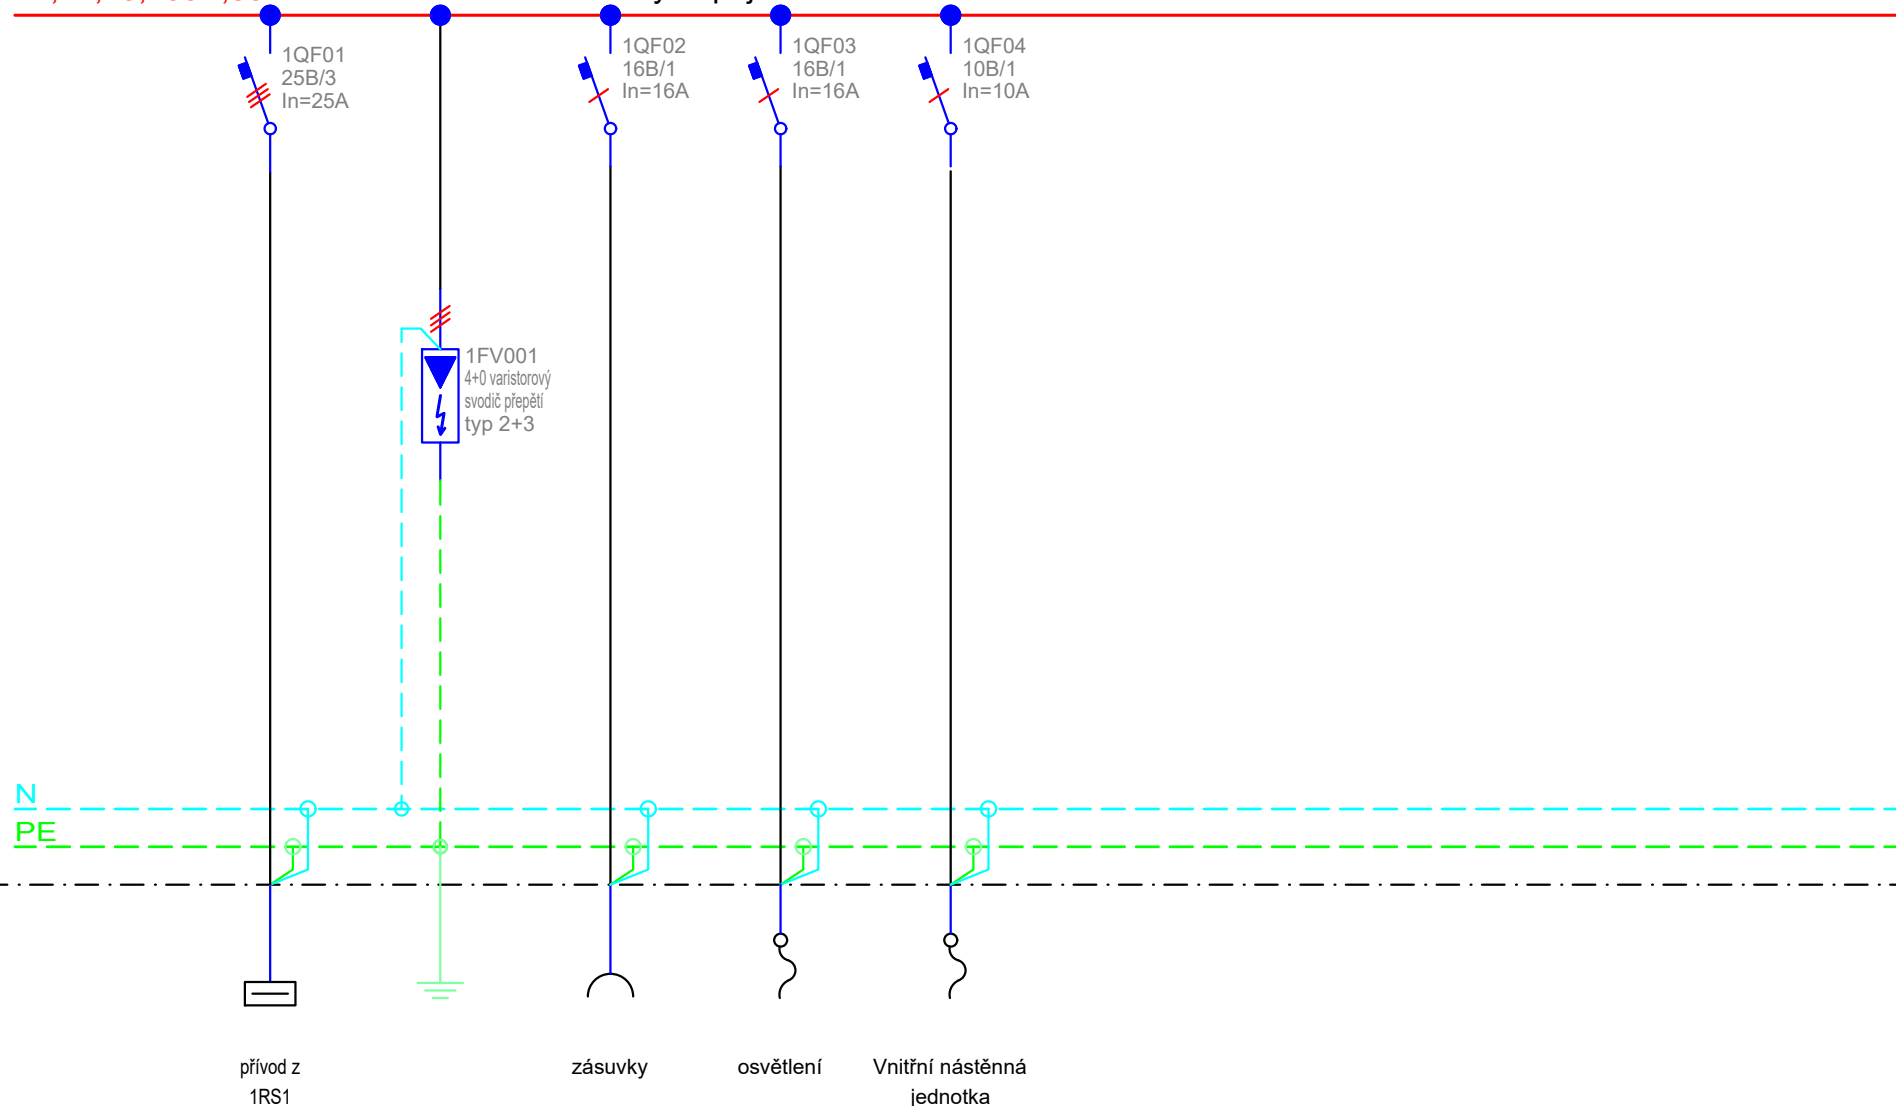 1QF01
25B/3
In=25A
1QF02
16B/1
In=16A
1QF03
16B/1
In=16A
1QF04
10B/1
In=10A
1FV001
4+0 varistorový
svodič přepětí
typ 2+3
N
PE
přívod z
1RS1
zásuvky
osvětlení
Vnitřní nástěnná
jednotka